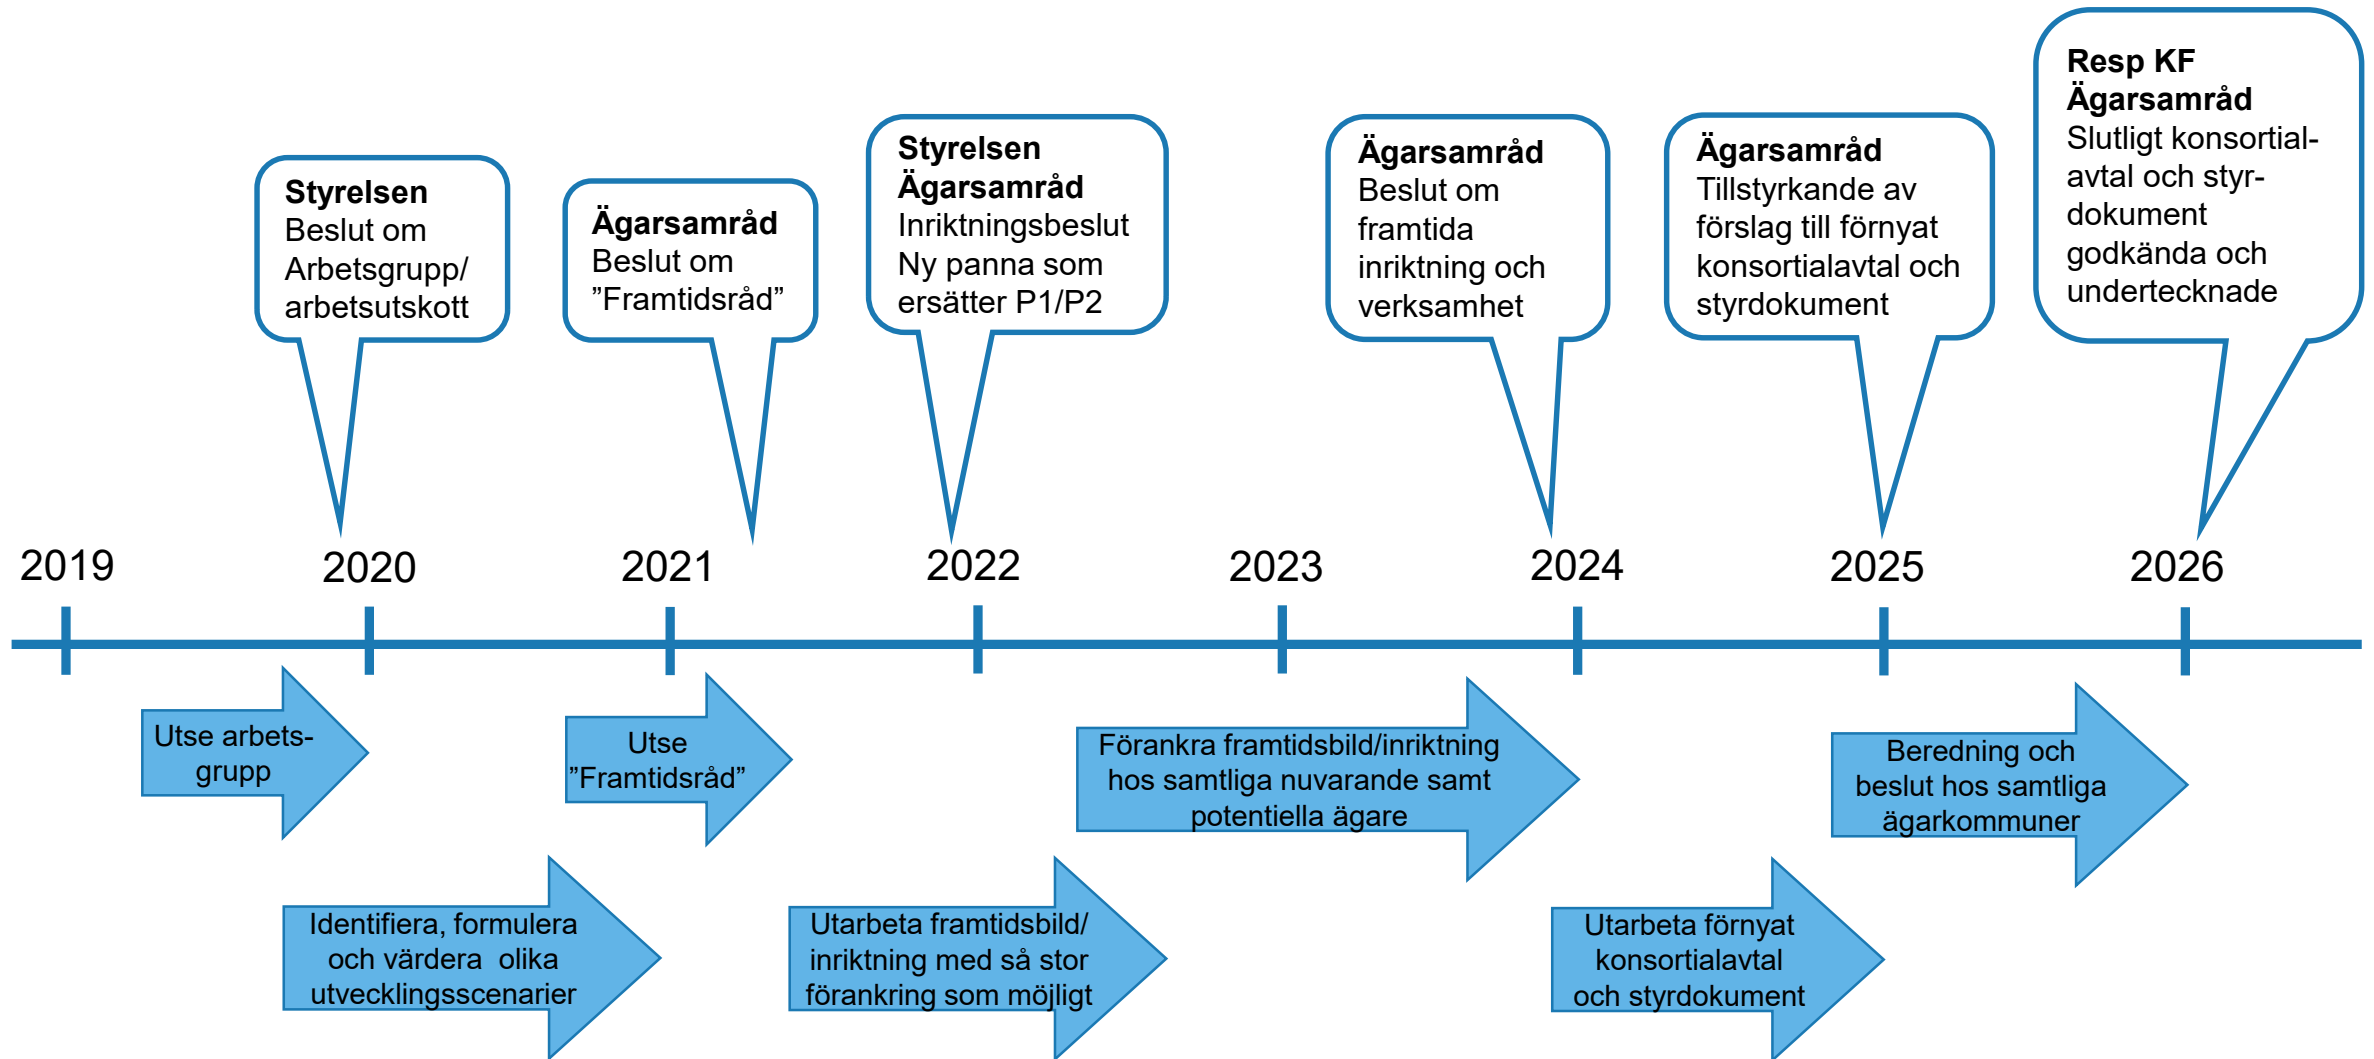 Styrelsen
Beslut om
Arbetsgrupp/
arbetsutskott
Ägarsamråd
Beslut om
”Framtidsråd”
Styrelsen
Ägarsamråd
Inriktningsbeslut
Ny panna som
ersätter P1/P2
Ägarsamråd
Beslut om
framtida
inriktning och
verksamhet
Ägarsamråd
Tillstyrkande av
förslag till förnyat
konsortialavtal och
styrdokument
Resp KF
Ägarsamråd
Slutligt konsortial-
avtal och styr-
dokument
godkända och
undertecknade
2019
2020
2021
2022
2023
2024
2025
2026
Utse arbets-
grupp
Utse
”Framtidsråd”
Förankra framtidsbild/inriktning
hos samtliga nuvarande samt
potentiella ägare
Beredning och
beslut hos samtliga
ägarkommuner
Identifiera, formulera
och värdera  olika
utvecklingsscenarier
Utarbeta framtidsbild/
inriktning med så stor
förankring som möjligt
Utarbeta förnyat
konsortialavtal
och styrdokument